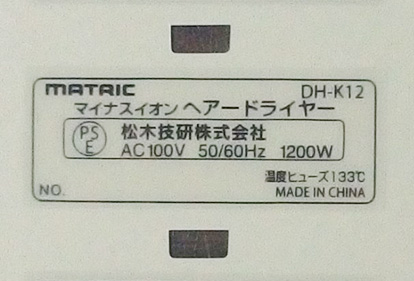 MATRIC DH-K12
マイナスイオン ヘアードライヤー
PSE 松木技研株式会社
AC100V 50/60Hz 1200W
温度ヒューズ133℃
NO. MADE IN CHINA